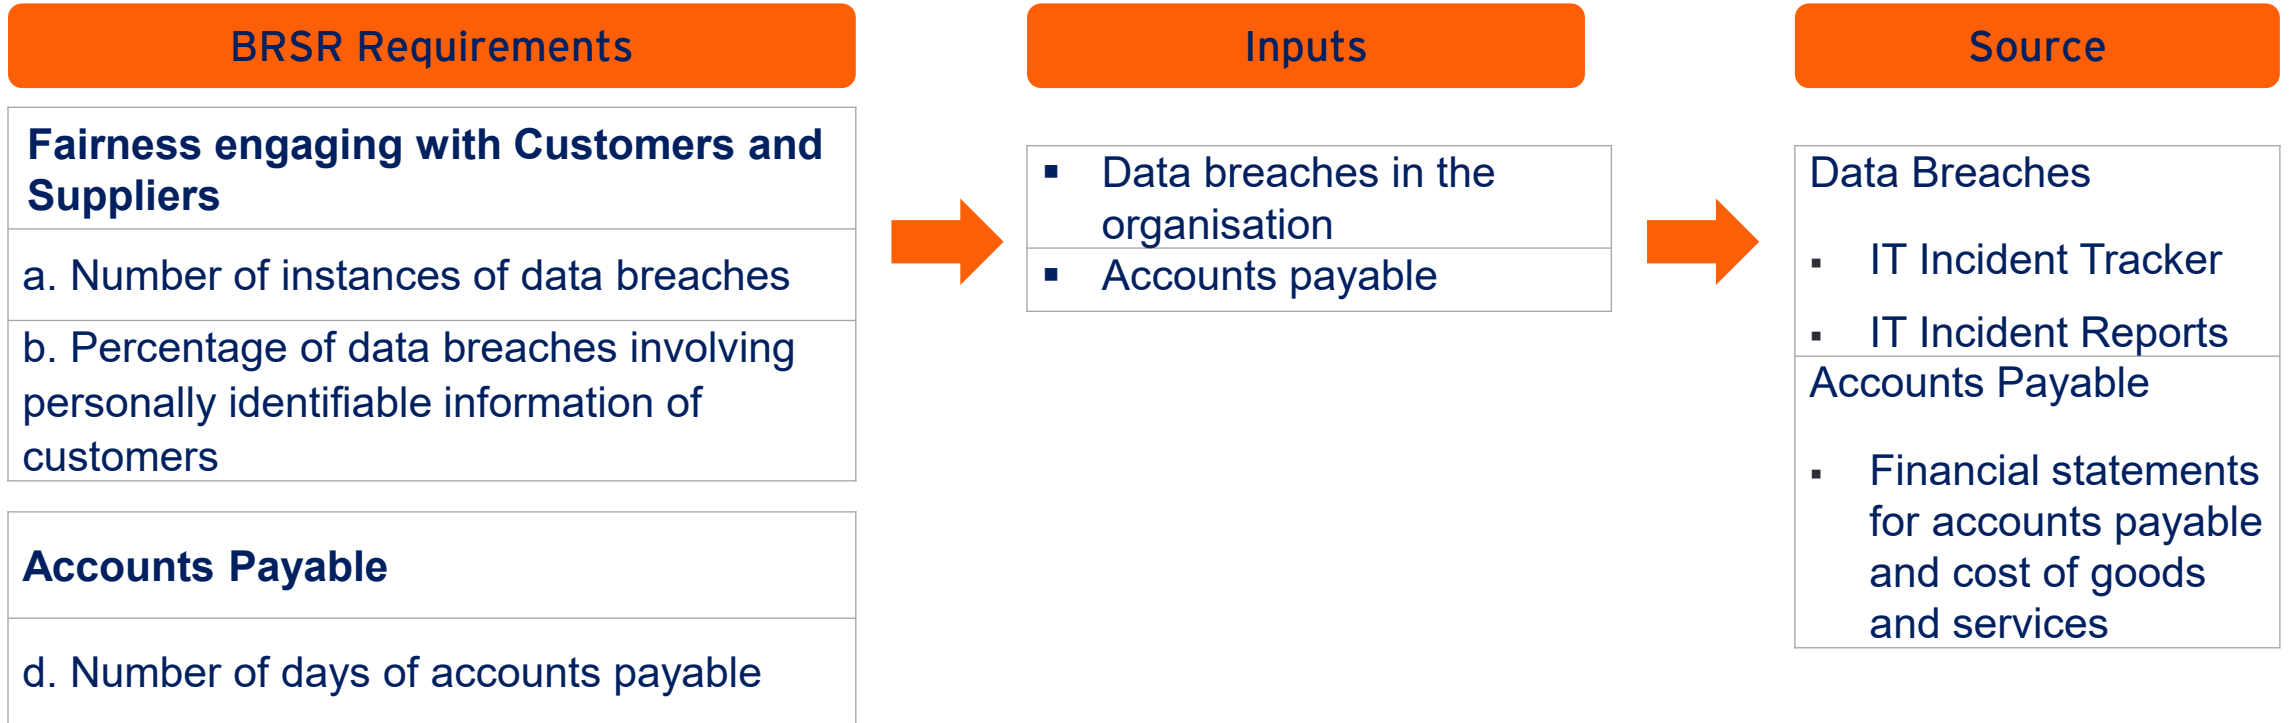 BRSR Requirements
Fairness engaging with Customers and
Suppliers
a. Number of instances of data breaches
b. Percentage of data breaches involving
personally identifiable information of
customers
Accounts Payable
d. Number of days of accounts payable
Inputs
▪ Data breaches in the
organisation
▪ Accounts payable
Source
Data Breaches
▪ IT Incident Tracker
▪ IT Incident Reports
Accounts Payable
▪ Financial statements
for accounts payable
and cost of goods
and services